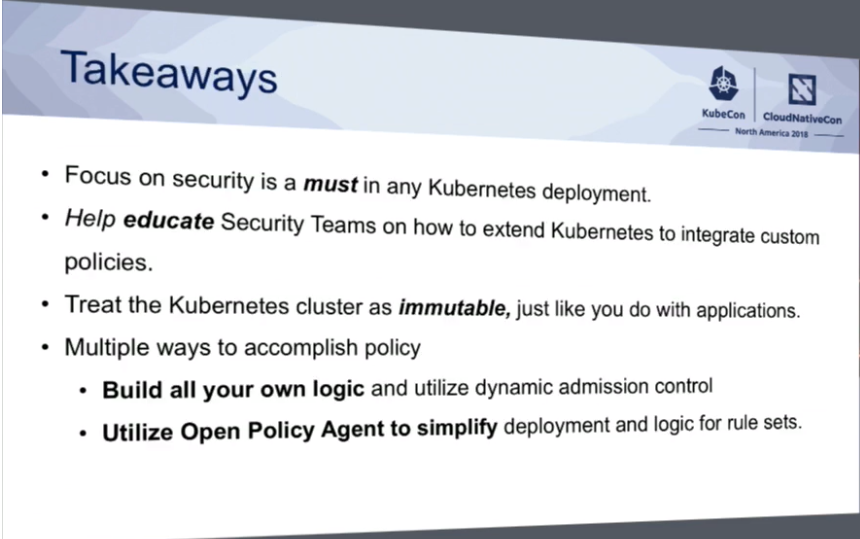 Takeaways
KubeCon
CloudNativeCon
North America 2018
• Focus on security is a must in any Kubernetes deployment.
• Help educate Security Teams on how to extend Kubernetes to integrate custom
policies.
• Treat the Kubernetes cluster as immutable, just like you do with applications.
• Multiple ways to accomplish policy
• Build all your own logic and utilize dynamic admission control
• Utilize Open Policy Agent to simplify deployment and logic for rule sets.